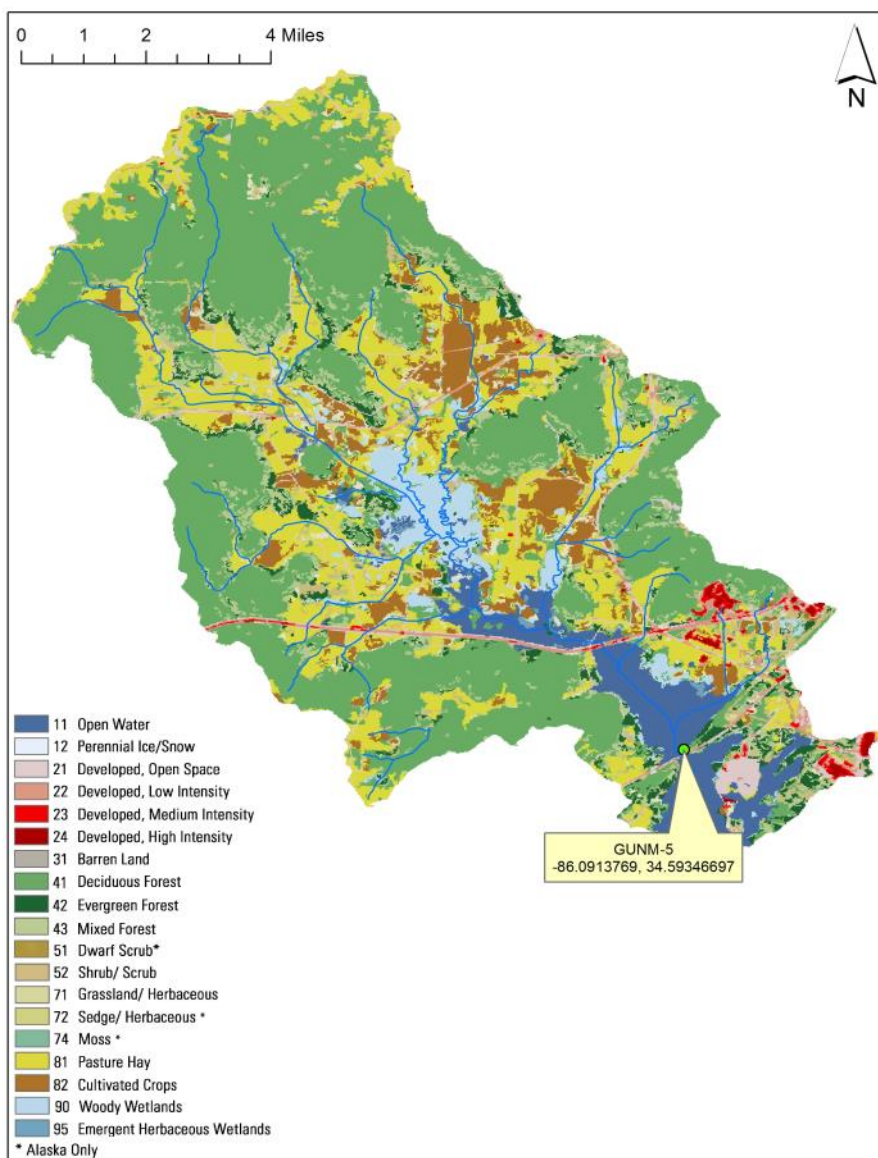 0 1 2 4 Miles
N
GUNM-5
-86.0913769, 34.59346697
11 Open Water
12 Perennial Ice/Snow
21 Developed, Open Space
22 Developed, Low Intensity
23 Developed, Medium Intensity
24 Developed, High Intensity
31 Barren Land
41 Deciduous Forest
42 Evergreen Forest
43 Mixed Forest
51 Dwarf Scrub*
52 Shrub/ Scrub
71 Grassland/ Herbaceous
72 Sedge/ Herbaceous *
74 Moss *
81 Pasture Hay
82 Cultivated Crops
90 Woody Wetlands
95 Emergent Herbaceous Wetlands
* Alaska Only